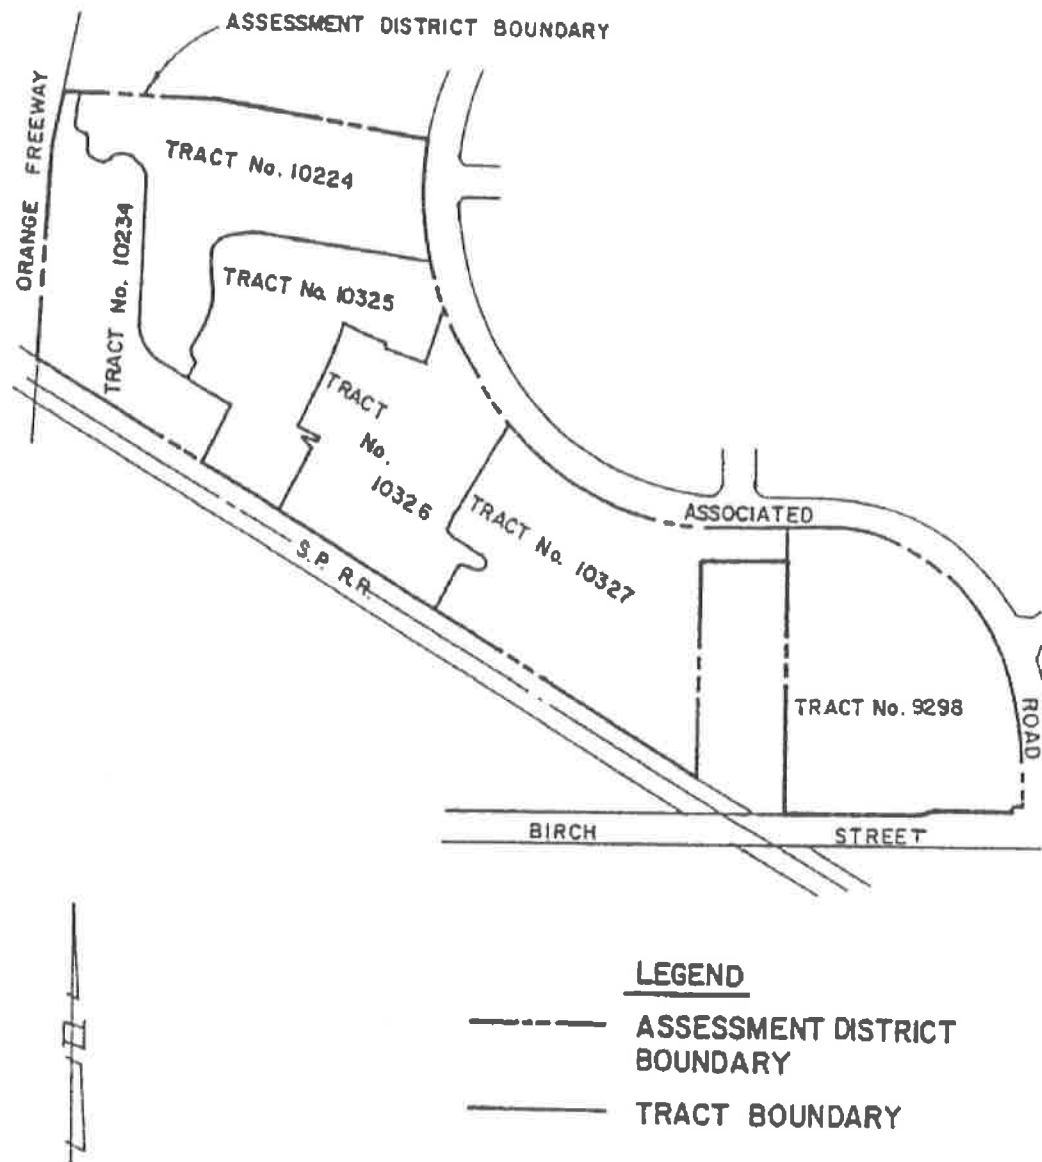 ASSESSMENT DISTRICT BOUNDARY
ORANGE FREEWAY
TRACT No. 10224
TRACT No. 10234
TRACT No. 10325
TRACT
No.
10326
TRACT No. 10327
ASSOCIATED
S.P. R.R.
TRACT No. 9298
ROAD
BIRCH STREET
N
LEGEND
ASSESSMENT DISTRICT
BOUNDARY
TRACT BOUNDARY